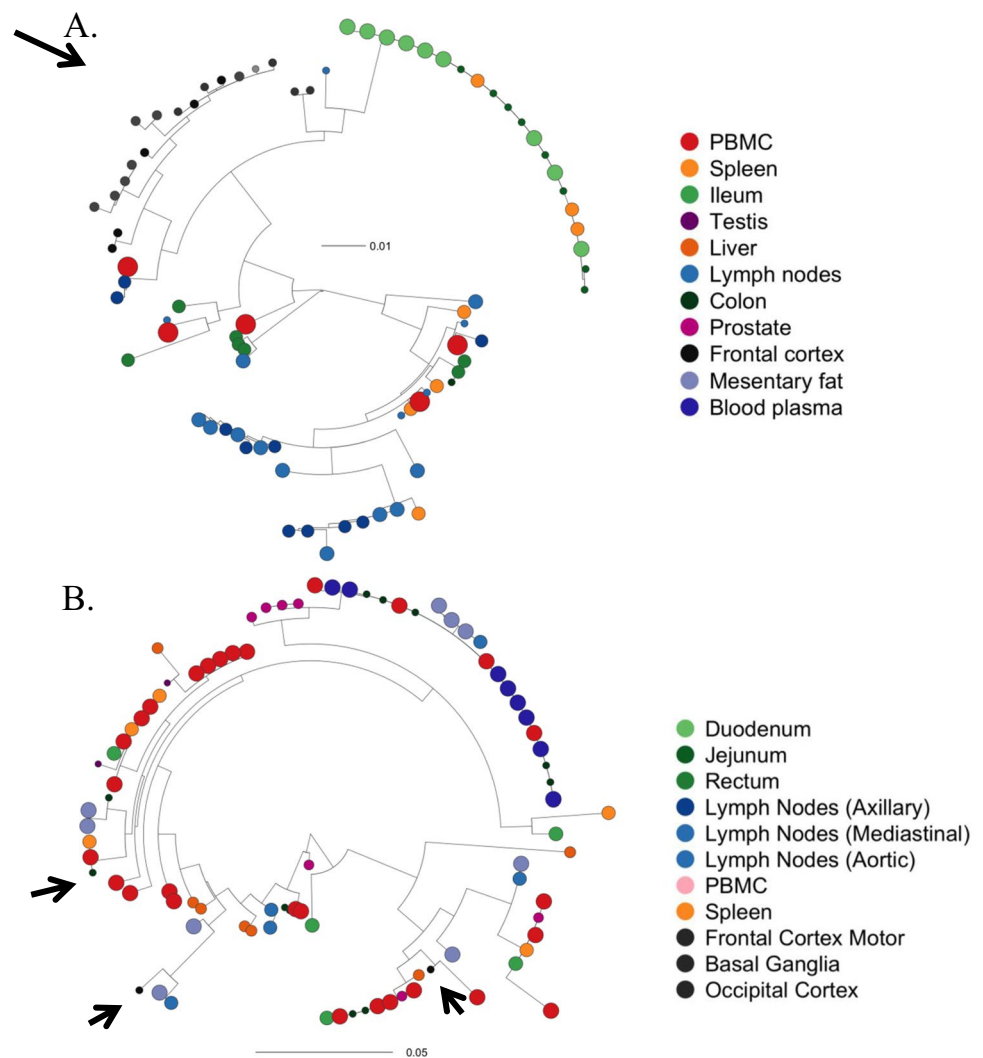 A.
0.01
PBMC
Spleen
Ileum
Testis
Liver
Lymph nodes
Colon
Prostate
Frontal cortex
Mesentary fat
Blood plasma
B.
Duodenum
Jejunum
Rectum
Lymph Nodes (Axillary)
Lymph Nodes (Mediastinal)
Lymph Nodes (Aortic)
PBMC
Spleen
Frontal Cortex Motor
Basal Ganglia
Occipital Cortex
0.05